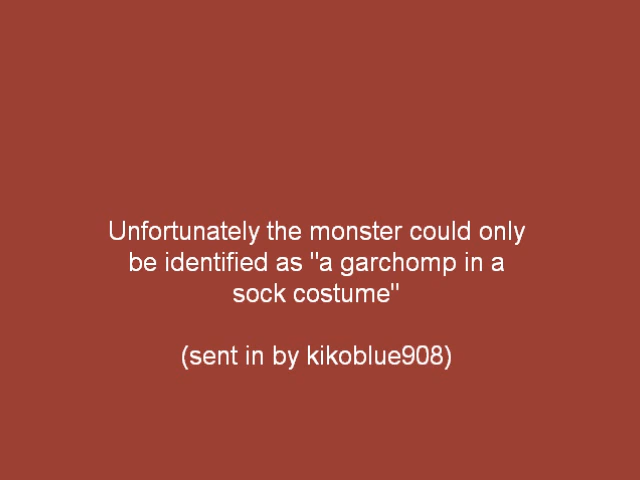 Unfortunately the monster could only
be identified as "a garchomp in a
sock costume"
(sent in by kikoblue908)